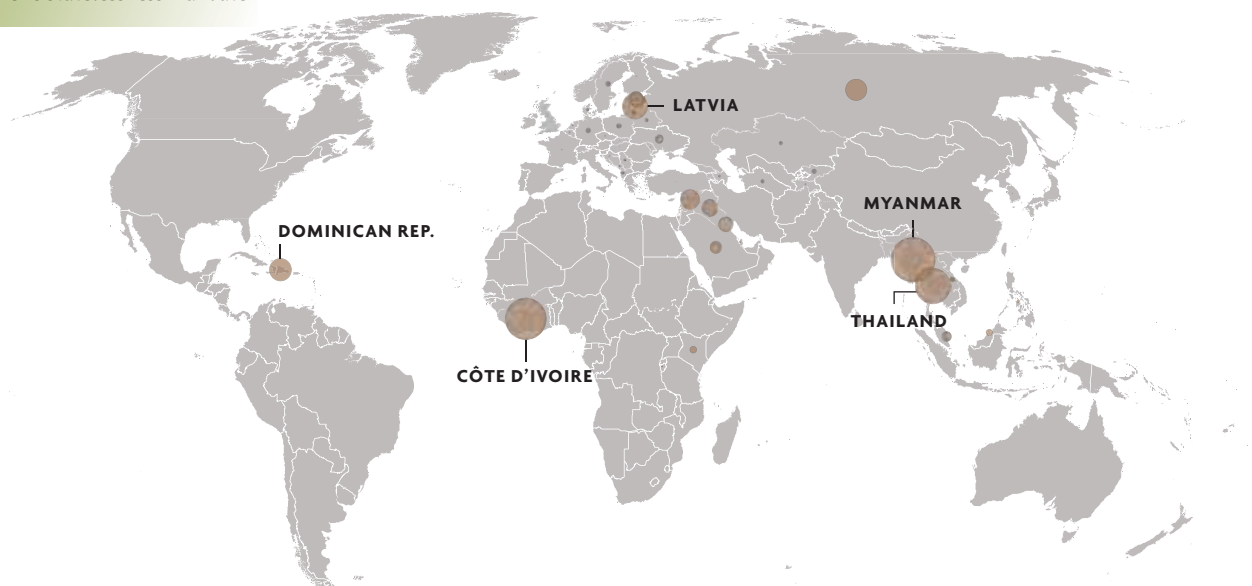 LATVIA
MYANMAR
DOMINICAN REP.
THAILAND
CÔTE D'IVOIRE